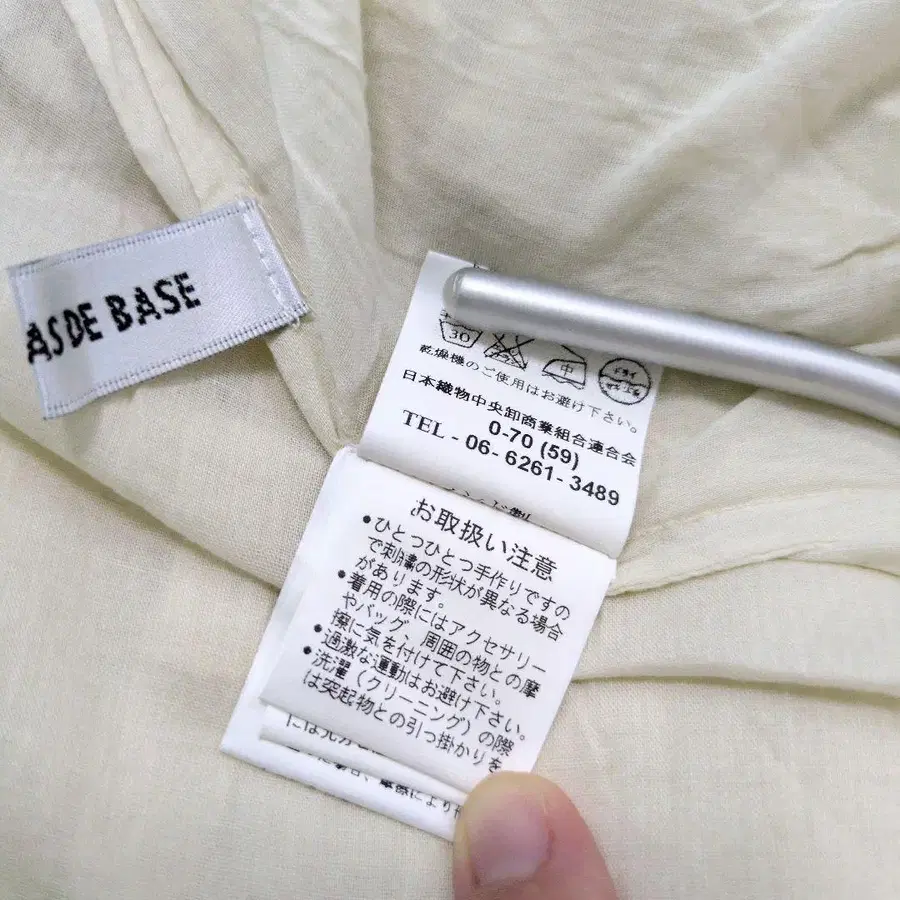 AS DE BASE
30
中
ドライ
乾燥機のご使用はお避け下さい。
日本織物中央卸商業組合連合会
0-70 (59)
TEL - 06- 6261- 3489
お取扱い注意
●ひとつひとつ手作りですの
で刺繍の形状が異なる場合
があります。
●着用の際にはアクセサリー
やバッグ、周囲の物との摩
擦に気を付けて下さい。
●過激な運動はお避け下さい。
●洗濯（クリーニング）の際
は突起物との引っ掛かりを
摩擦により